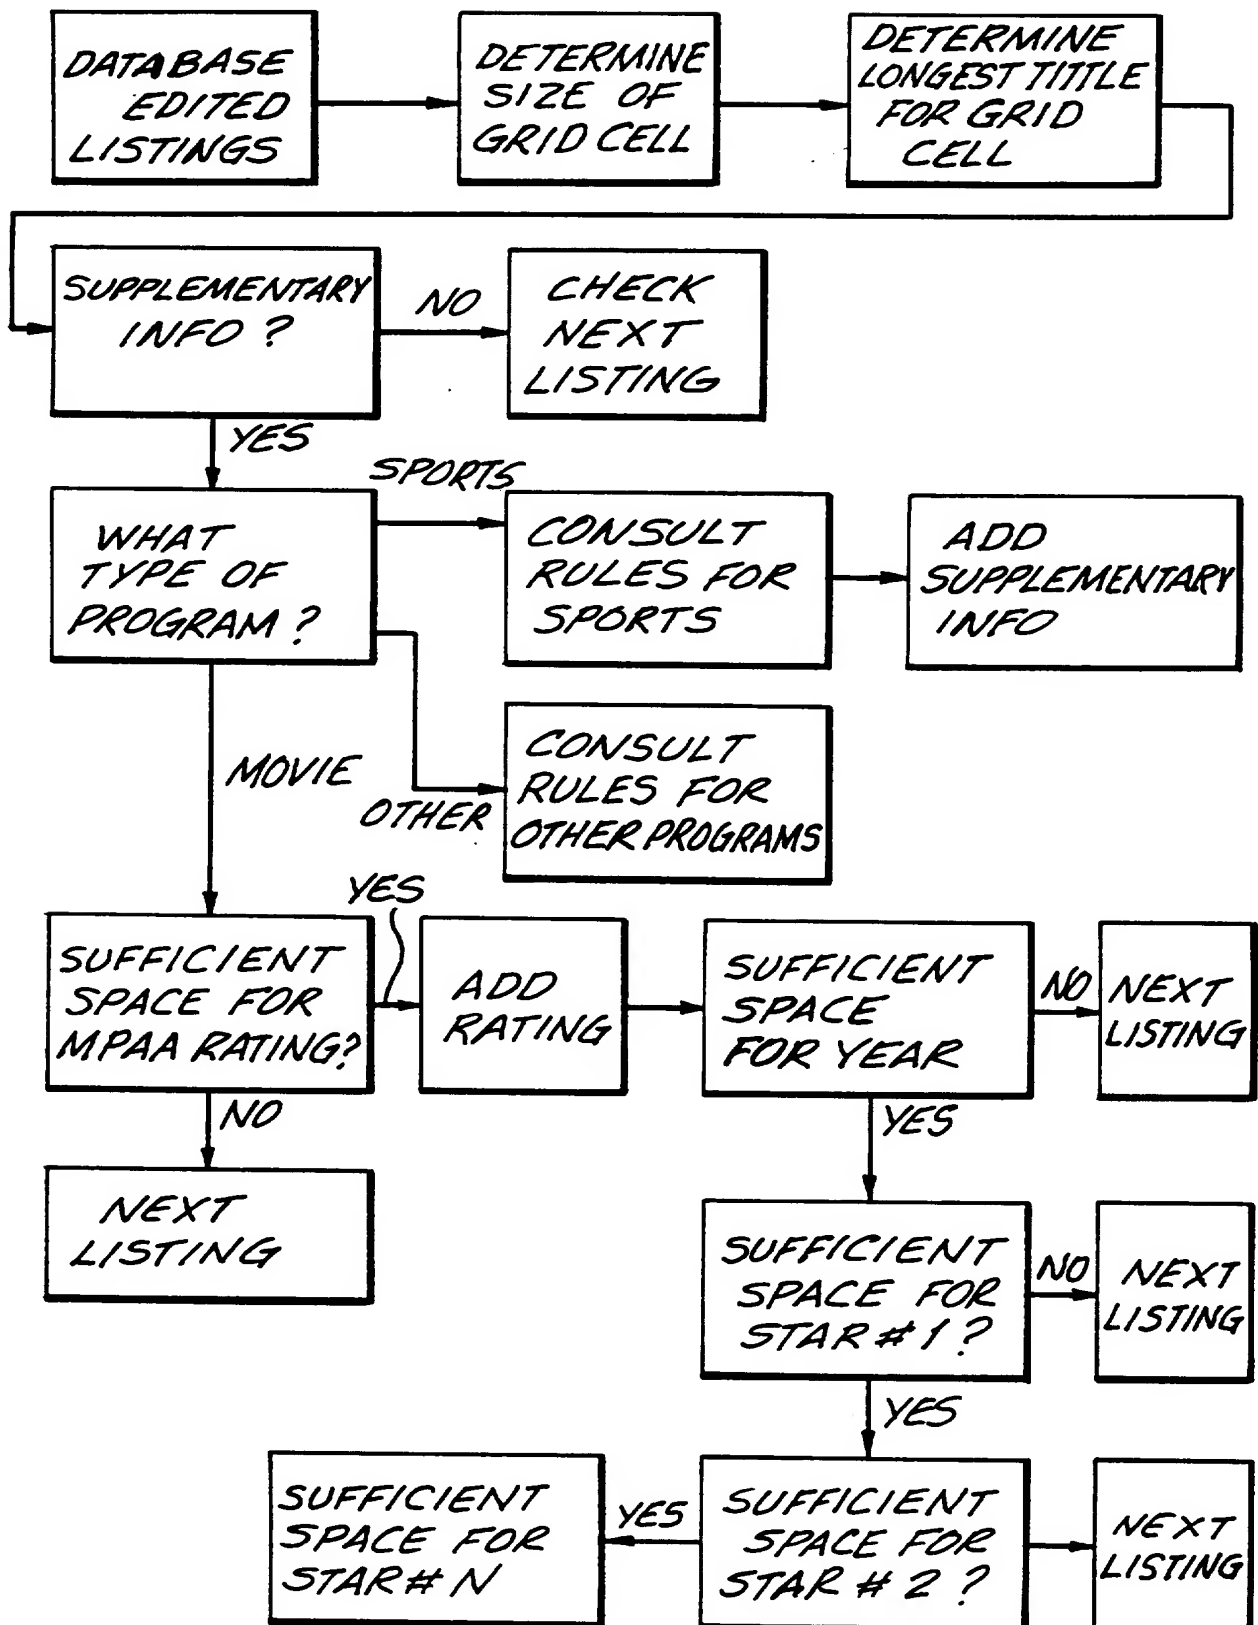 DATABASE
EDITED
LISTINGS
DETERMINE
SIZE OF
GRID CELL
DETERMINE
LONGEST TITTLE
FOR GRID
CELL
SUPPLEMENTARY
INFO?
NO
CHECK
NEXT
LISTING
YES
WHAT
TYPE OF
PROGRAM?
SPORTS
CONSULT
RULES FOR
SPORTS
ADD
SUPPLEMENTARY
INFO
OTHER
CONSULT
RULES FOR
OTHER PROGRAMS
MOVIE
SUFFICIENT
SPACE FOR
MPAA RATING?
YES
ADD
RATING
SUFFICIENT
SPACE
FOR YEAR
NO
NEXT
LISTING
NO
NEXT
LISTING
YES
SUFFICIENT
SPACE FOR
STAR #1?
NO
NEXT
LISTING
YES
SUFFICIENT
SPACE FOR
STAR #2?
NEXT
LISTING
YES
SUFFICIENT
SPACE FOR
STAR # N